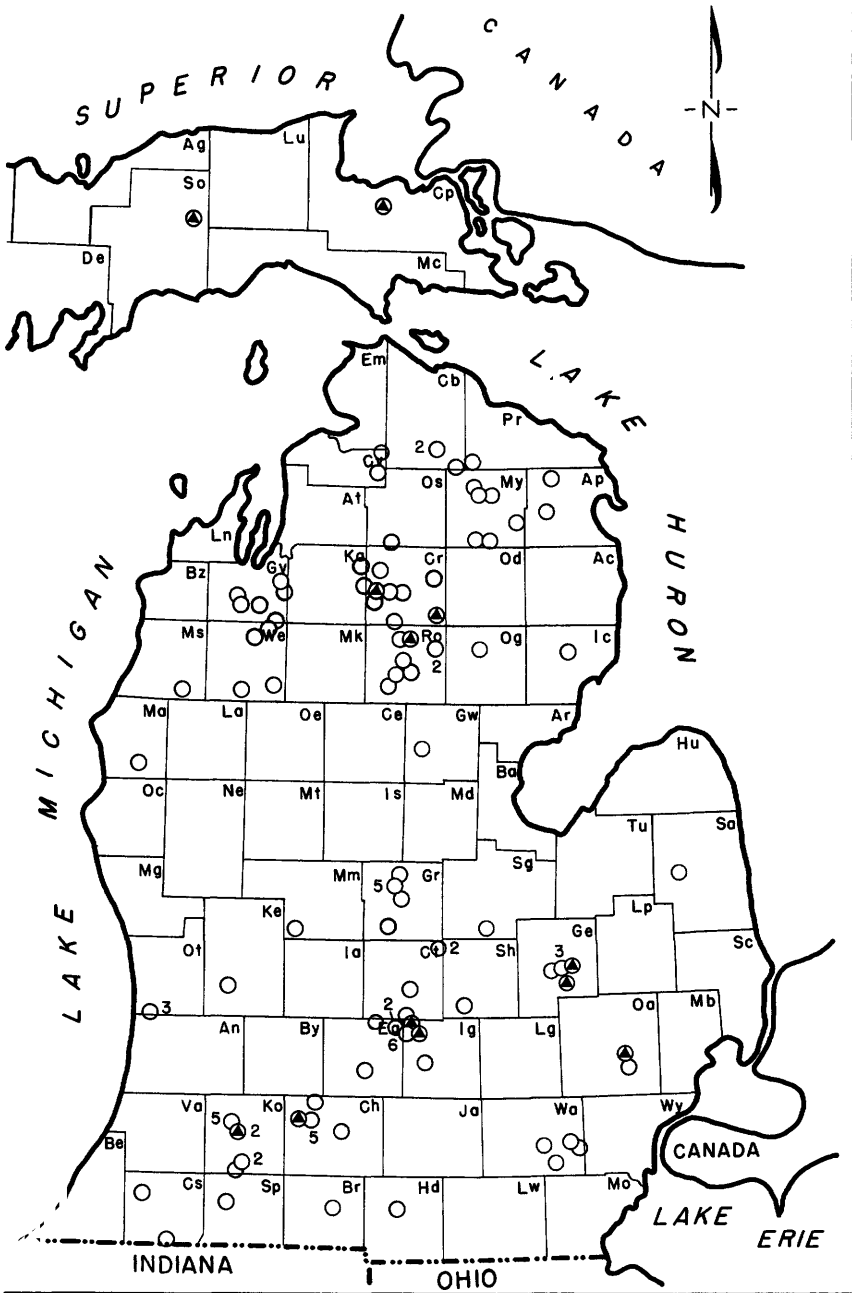 CANADA
SUPERIOR
-N-
Ag
Lu
So
Cp
De
Mc
LAKE HURON
Em
Cb
Pr
2
Os
My
Ap
At
Ln
Cr
Od
Ac
Bz
Ms
We
Mk
Ro
Og
Ic
2
LAKE MICHIGAN
Ma
La
Oe
Ce
Gw
Ar
Hu
Ba
Oc
Ne
Mt
Is
Md
Tu
Sa
Mg
Mm
Gr
Sg
5
Ke
Lp
Ot
Ia
2
Sh
Ge
3
Sc
3
2
Oa
Mb
An
By
Ea
6
Ig
Lg
Va
Ko
Ch
Ja
Wa
Wy
5
2
5
CANADA
Be
2
Cs
Sp
Br
Hd
Lw
Mo
LAKE ERIE
INDIANA
OHIO